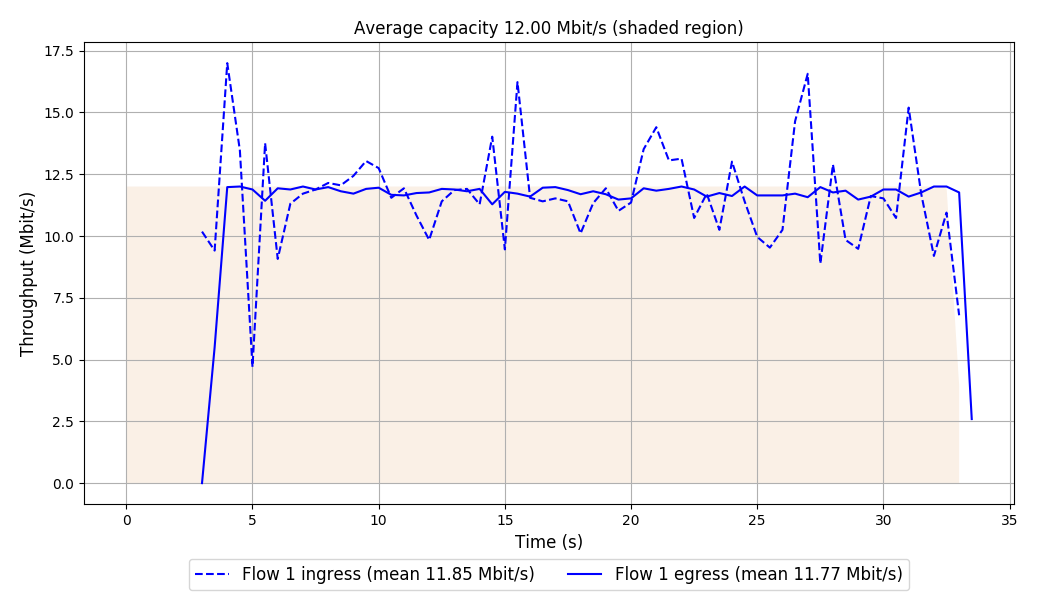 Average capacity 12.00 Mbit/s (shaded region)
17.5
15.0
12.5
10.0
7.5
5.0
2.5
0.0
Throughput (Mbit/s)
0 5 10 15 20 25 30 35
Time (s)
Flow 1 ingress (mean 11.85 Mbit/s) Flow 1 egress (mean 11.77 Mbit/s)